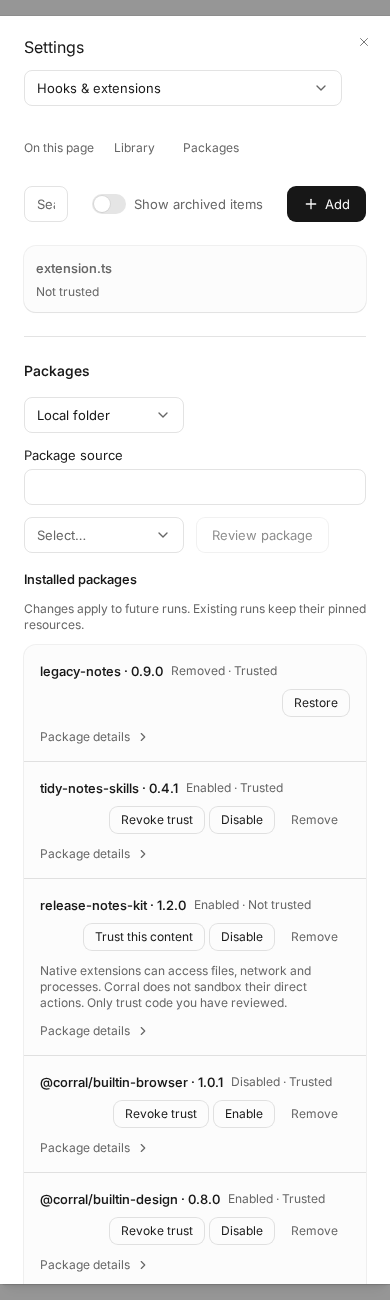 Settings
Hooks & extensions
On this page Library Packages
Show archived items + Add
extension.ts
Not trusted
Packages
Local folder
Package source
Select... Review package
Installed packages
Changes apply to future runs. Existing runs keep their pinned
resources.
legacy-notes · 0.9.0 Removed · Trusted
Restore
Package details
tidy-notes-skills · 0.4.1 Enabled · Trusted
Revoke trust Disable Remove
Package details
release-notes-kit · 1.2.0 Enabled · Not trusted
Trust this content Disable Remove
Native extensions can access files, network and
processes. Corral does not sandbox their direct
actions. Only trust code you have reviewed.
Package details
@corral/builtin-browser · 1.0.1 Disabled · Trusted
Revoke trust Enable Remove
Package details
@corral/builtin-design · 0.8.0 Enabled · Trusted
Revoke trust Disable Remove
Package details